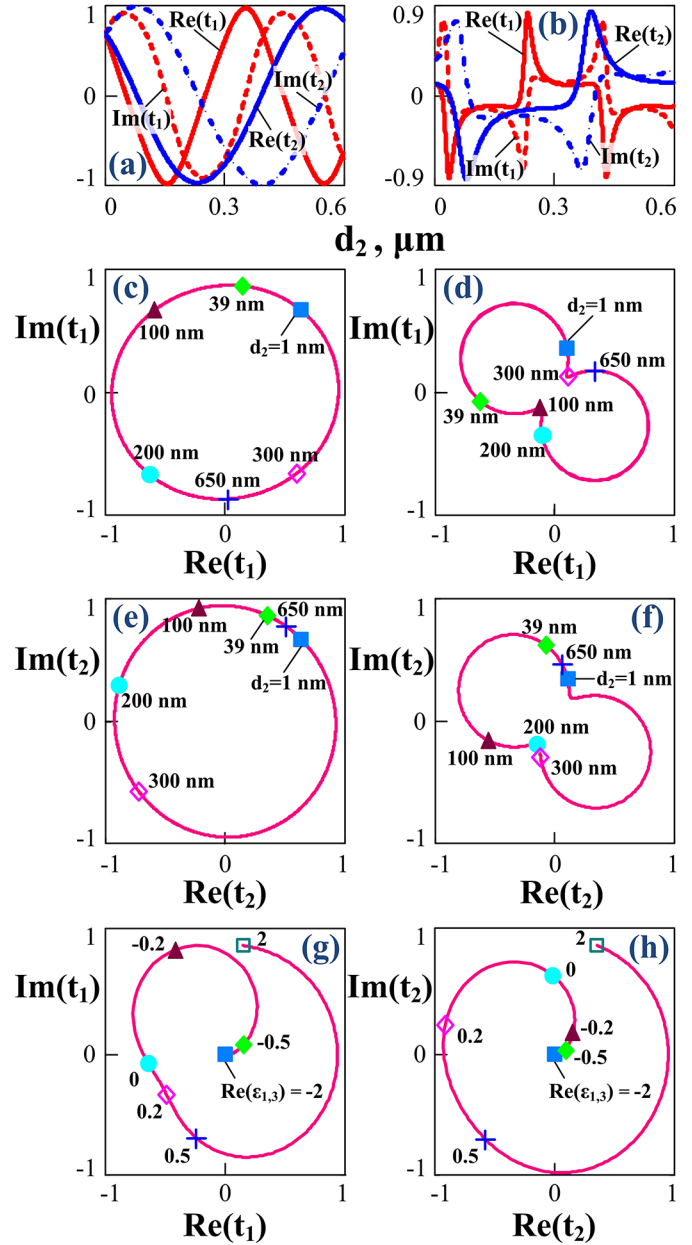 1
0
-1
Re(t1)
Im(t1)
Im(t2)
Re(t2)
(a)
0
0.3
0.6
0.9
0
-0.9
Re(t1)
(b)
Re(t2)
Im(t1)
Im(t2)
0
0.3
0.6
d2 , μm
(c)
1
Im(t1)
0
-1
39 nm
100 nm
d2=1 nm
200 nm
650 nm
300 nm
-1
0
1
Re(t1)
(d)
1
Im(t1)
0
-1
d2=1 nm
650 nm
300 nm
39 nm
100 nm
200 nm
-1
0
1
Re(t1)
(e)
1
Im(t2)
0
-1
650 nm
100 nm
39 nm
d2=1 nm
200 nm
300 nm
-1
0
1
Re(t2)
(f)
1
Im(t2)
0
-1
39 nm
650 nm
d2=1 nm
200 nm
100 nm
300 nm
-1
0
1
Re(t2)
(g)
1
Im(t1)
0
-1
-0.2
2
-0.5
0
Re(ε1,3) = -2
0.2
0.5
-1
0
1
Re(t1)
(h)
1
Im(t2)
0
-1
2
0
0.2
-0.2
-0.5
Re(ε1,3) = -2
0.5
-1
0
1
Re(t2)